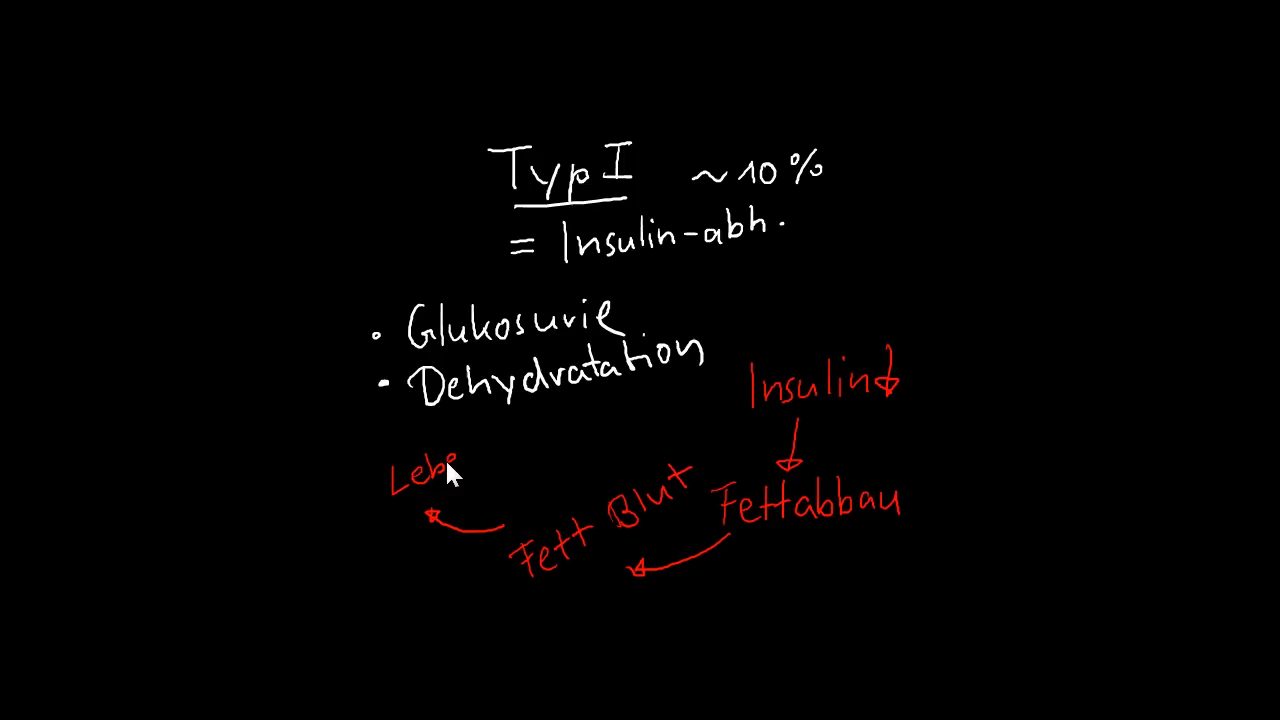 Typ I ~10%
= Insulin-abh.
• Glukosurie
• Dehydratation
Insulin↓
Fettabbau
Fett Blut
Lebe